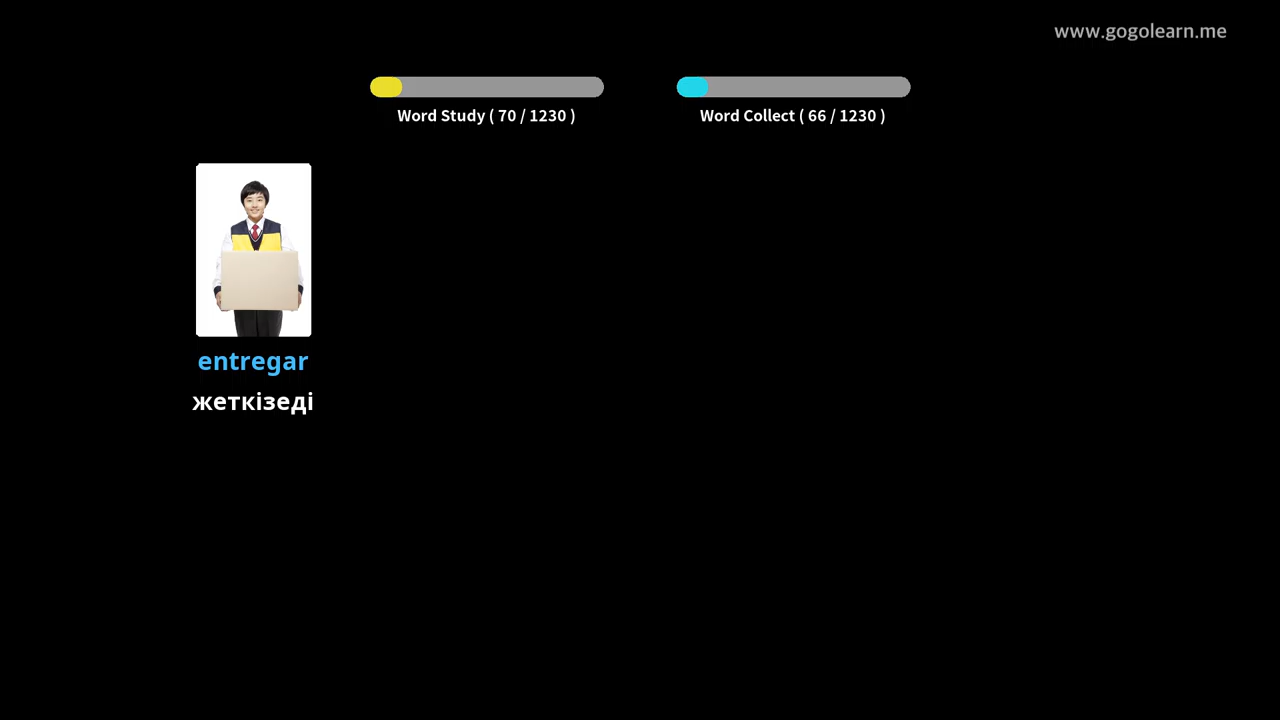 www.gogolearn.me
Word Study ( 70 / 1230 )
Word Collect ( 66 / 1230 )
entregar
жеткізеді